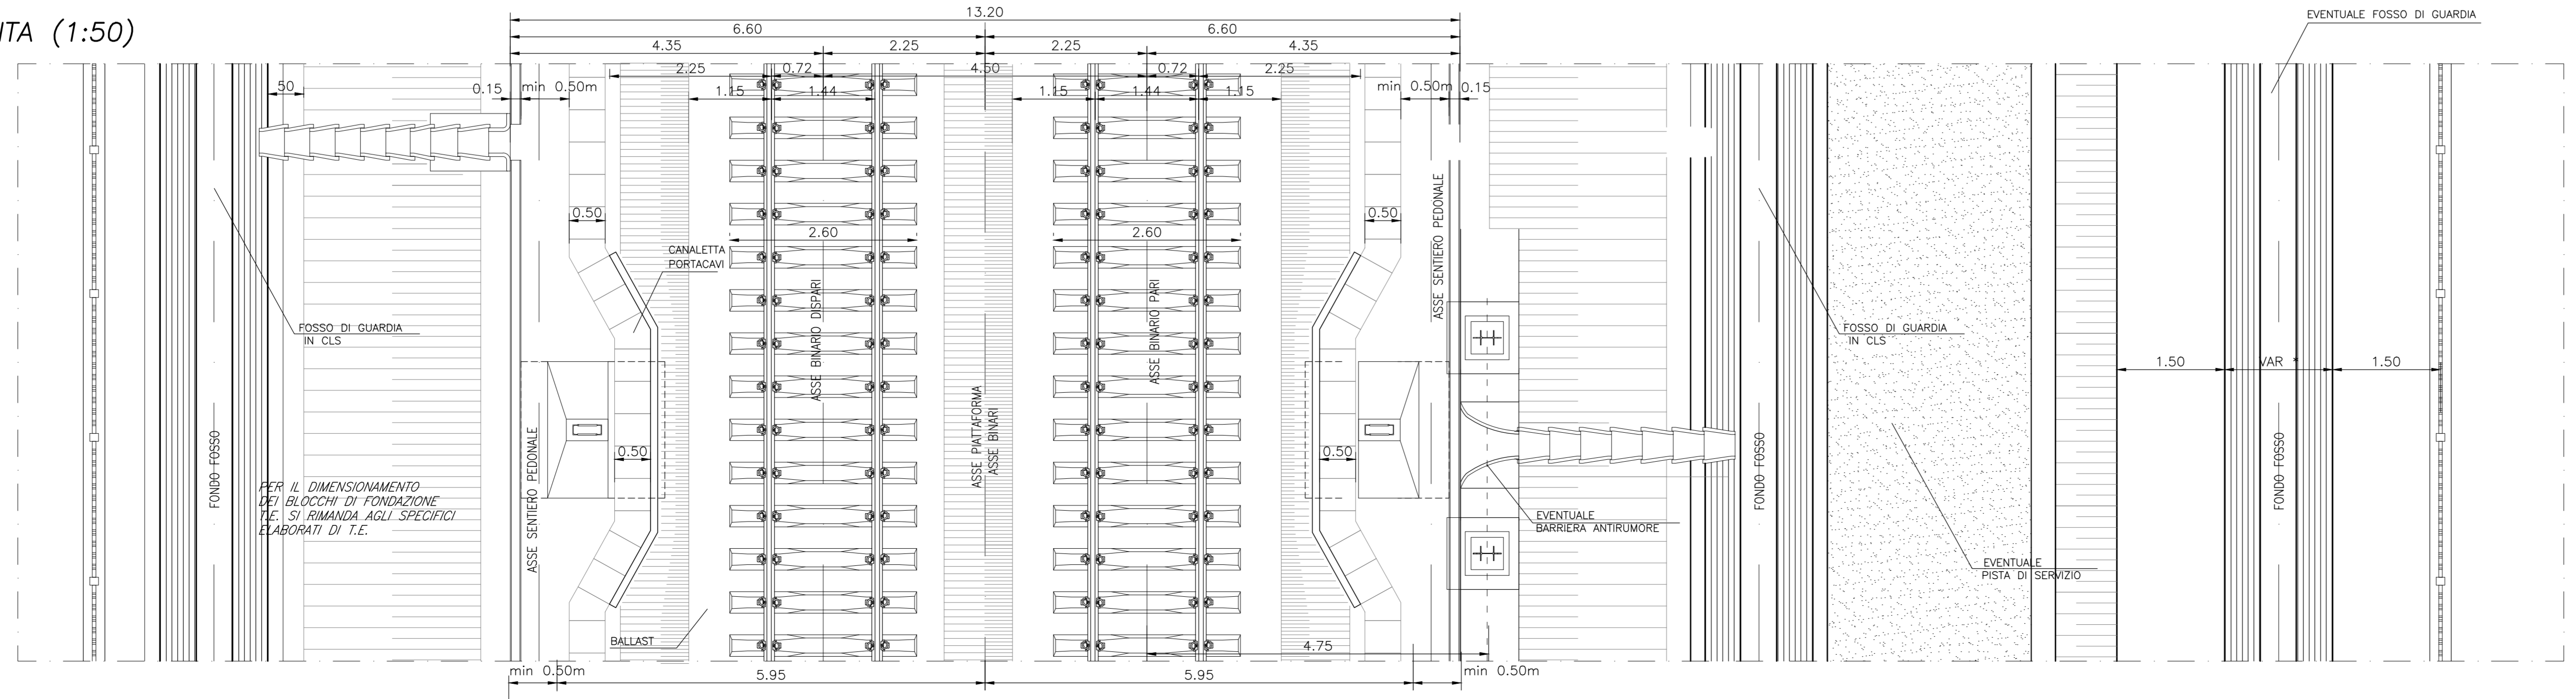 NTA (1:50)
13.20
6.60
6.60
4.35
2.25
2.25
4.35
EVENTUALE FOSSO DI GUARDIA
2.25
0.72
4.50
0.72
2.25
50
0.15
min 0.50m
1.15
1.44
1.15
1.15
1.44
1.15
min 0.50m
0.15
0.50
0.50
2.60
2.60
CANALETTA
PORTACAVI
ASSE SENTIERO PEDONALE
ASSE BINARIO DISPARI
ASSE BINARIO PARI
FOSSO DI GUARDIA
IN CLS
FOSSO DI GUARDIA
IN CLS
1.50
VAR *
1.50
ASSE PIATTAFORMA
ASSE BINARI
0.50
0.50
FONDO FOSSO
ASSE SENTIERO PEDONALE
FONDO FOSSO
FONDO FOSSO
PER IL DIMENSIONAMENTO
DEI BLOCCHI DI FONDAZIONE
T.E. SI RIMANDA AGLI SPECIFICI
ELABORATI DI T.E.
EVENTUALE
BARRIERA ANTIRUMORE
EVENTUALE
PISTA DI SERVIZIO
BALLAST
4.75
min 0.50m
5.95
5.95
min 0.50m